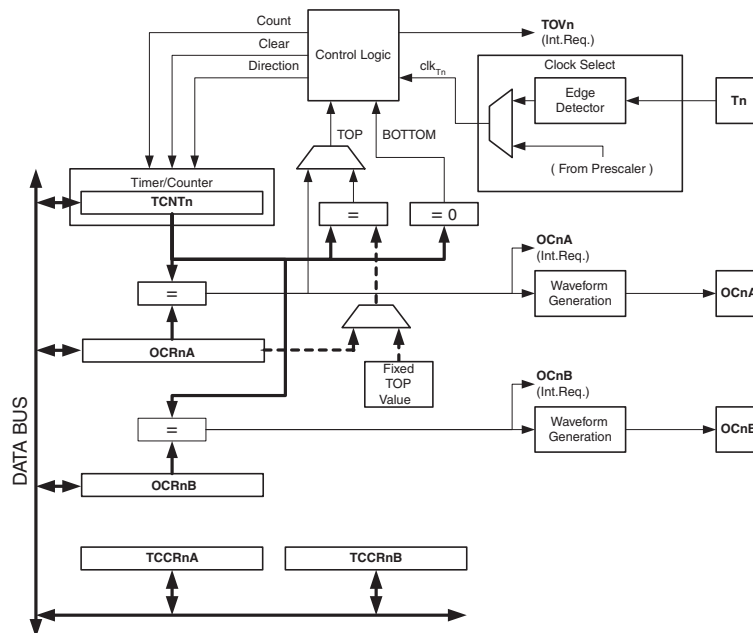 Count
Clear
Direction
Control Logic
TOVn
(Int.Req.)
clkTn
Clock Select
Edge
Detector
Tn
( From Prescaler )
TOP
BOTTOM
Timer/Counter
TCNTn
=
= 0
OCnA
(Int.Req.)
=
Waveform
Generation
OCnA
OCRnA
Fixed
TOP
Value
OCnB
(Int.Req.)
=
Waveform
Generation
OCnB
OCRnB
DATA BUS
TCCRnA
TCCRnB